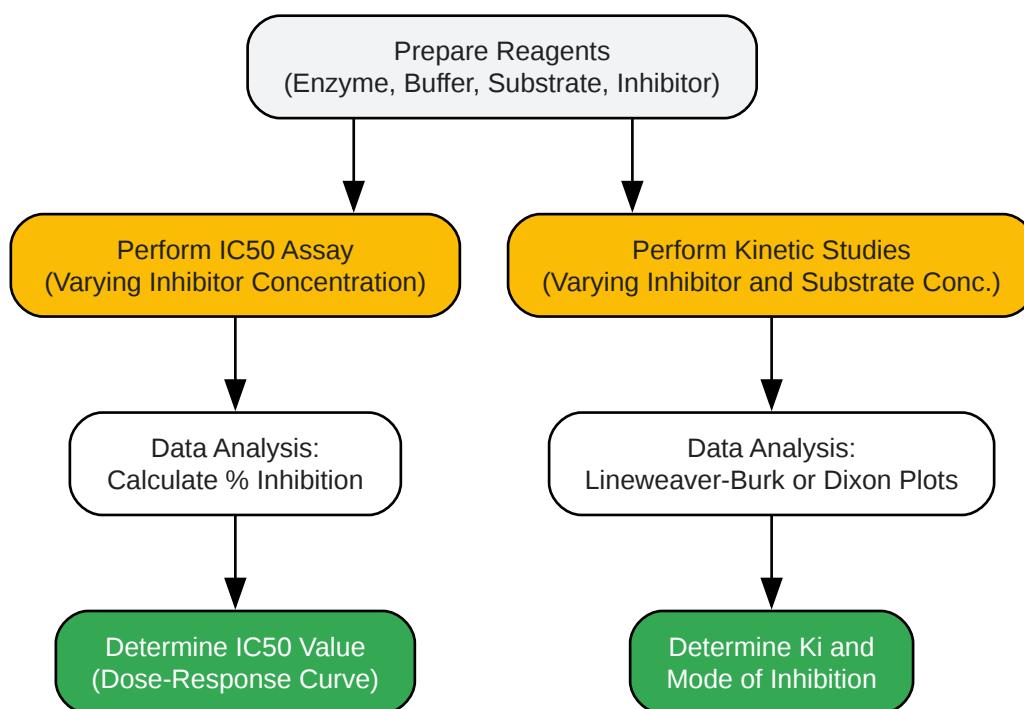 Prepare Reagents
(Enzyme, Buffer, Substrate, Inhibitor)
Perform IC50 Assay
(Varying Inhibitor Concentration)
Perform Kinetic Studies
(Varying Inhibitor and Substrate Conc.)
Data Analysis:
Calculate % Inhibition
Data Analysis:
Lineweaver-Burk or Dixon Plots
Determine IC50 Value
(Dose-Response Curve)
Determine Ki and
Mode of Inhibition